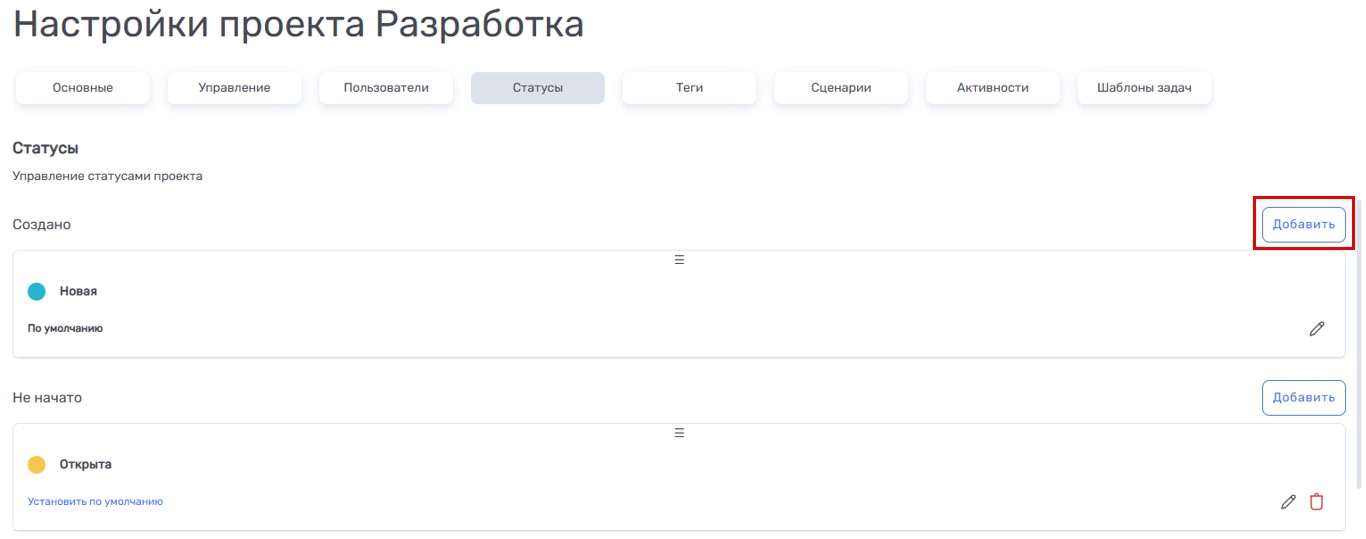 Настройки проекта Разработка
Основные Управление Пользователи Статусы Теги Сценарии Активности Шаблоны задач
Статусы
Управление статусами проекта
Создано Добавить
Новая
По умолчанию
Не начато Добавить
Открыта
Установить по умолчанию